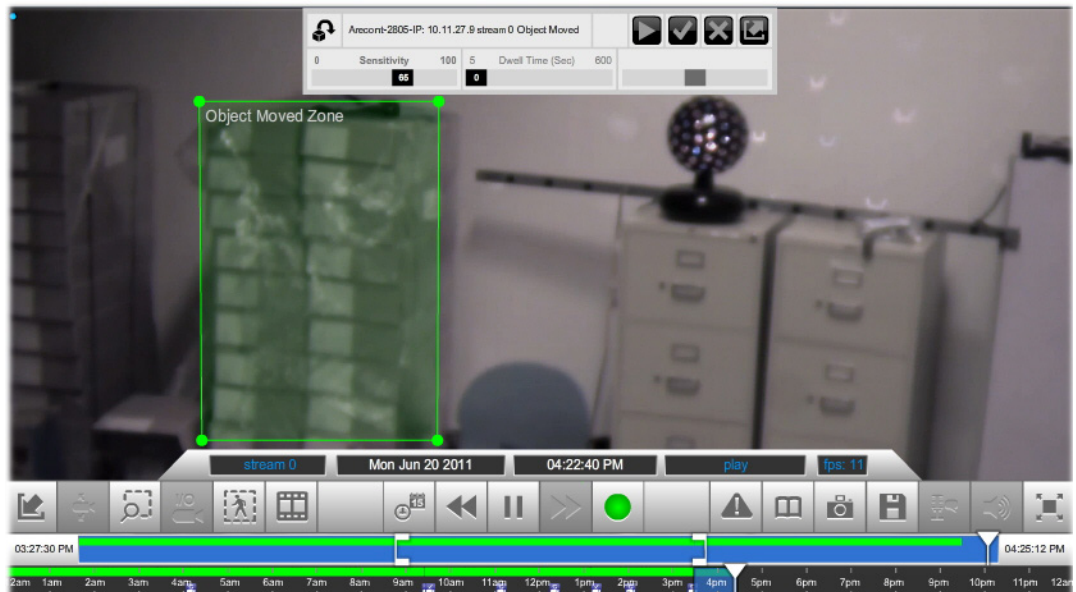 Arecont-2805-IP: 10.11.27.9 stream 0 Object Moved
0 Sensitivity 100 5 Dwell Time (Sec) 600
65 0
Object Moved Zone
stream 0 Mon Jun 20 2011 04:22:40 PM play fps: 11
I/O 15
03:27:30 PM 04:25:12 PM
2am 1am 2am 3am 4am 5am 6am 7am 8am 9am 10am 11am 12pm 1pm 2pm 3pm 4pm 5pm 6pm 7pm 8pm 9pm 10pm 11pm 12am